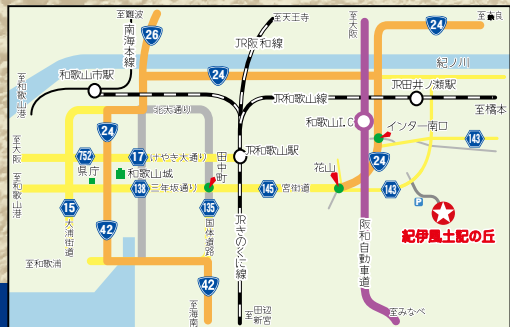 至難波
南海本線
26
至天王寺
JR阪和線
至大阪
24
至奈良
紀ノ川
至和歌山港
和歌山市駅
24
JR田井ノ瀬駅
JR和歌山線
至橋本
和歌山I.C
インター南口
143
北大通り
24
至大阪
752
17
けやき大通り
田中町
JR和歌山駅
花山
24
県庁
和歌山城
至和歌山港
138
三年坂通り
145
宮街道
143
P
15
大浦街道
135
国体道路
42
JRきのくに線
阪和自動車道
紀伊風土記の丘
至和歌浦
42
至海南
至田辺
新宮
至みなべ